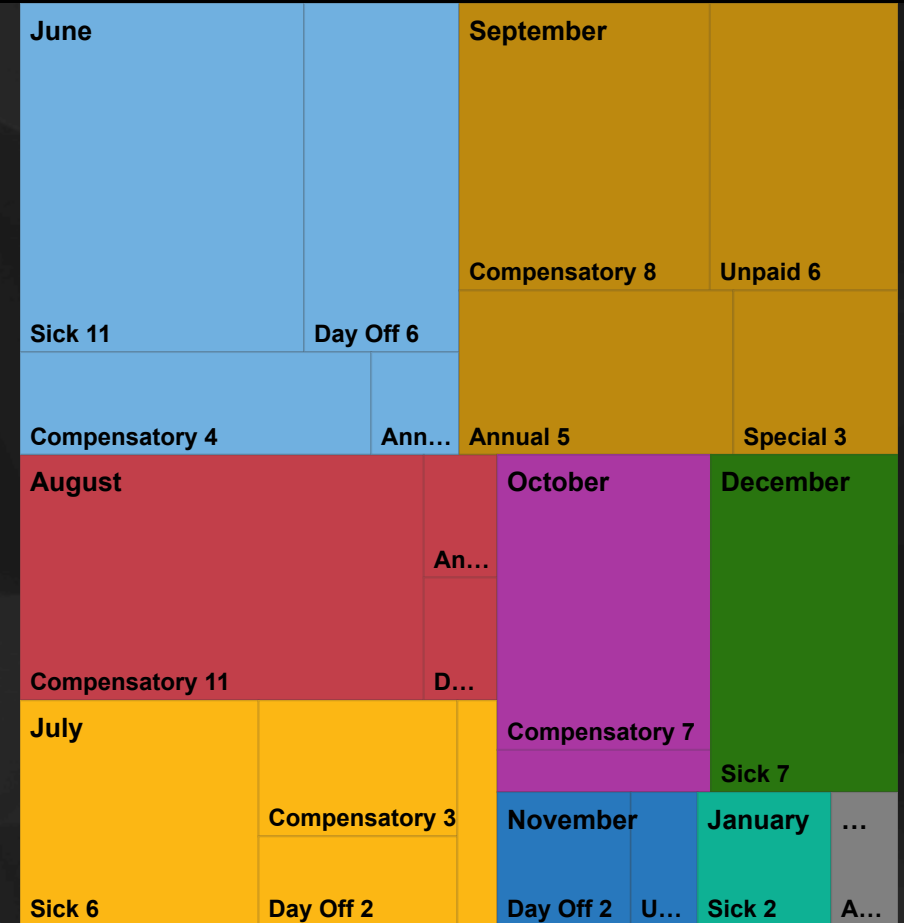 June
Sick 11
Day Off 6
Compensatory 4
Ann...
September
Compensatory 8
Unpaid 6
Annual 5
Special 3
August
Compensatory 11
An...
D...
October
Compensatory 7
December
Sick 7
July
Sick 6
Compensatory 3
Day Off 2
November
Day Off 2
U...
January
Sick 2
...
A...